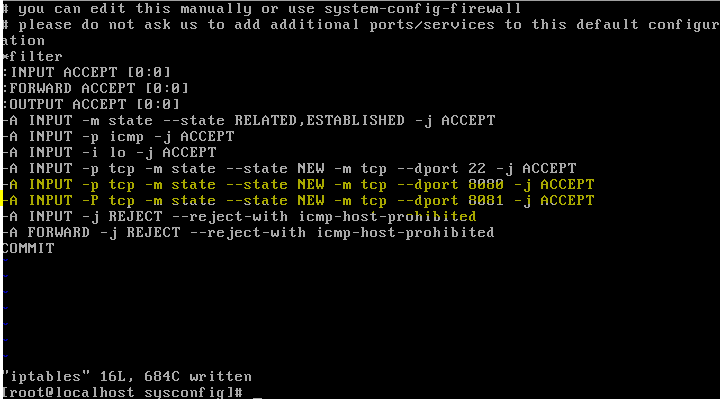 # you can edit this manually or use system-config-firewall
# please do not ask us to add additional ports/services to this default configur
ation
*filter
:INPUT ACCEPT [0:0]
:FORWARD ACCEPT [0:0]
:OUTPUT ACCEPT [0:0]
-A INPUT -m state --state RELATED,ESTABLISHED -j ACCEPT
-A INPUT -p icmp -j ACCEPT
-A INPUT -i lo -j ACCEPT
-A INPUT -p tcp -m state --state NEW -m tcp --dport 22 -j ACCEPT
-A INPUT -p tcp -m state --state NEW -m tcp --dport 8080 -j ACCEPT
-A INPUT -P tcp -m state --state NEW -m tcp --dport 8081 -j ACCEPT
-A INPUT -j REJECT --reject-with icmp-host-prohibited
-A FORWARD -j REJECT --reject-with icmp-host-prohibited
COMMIT
~
~
~
~
~
~
~
"iptables" 16L, 684C written
[root@localhost sysconfig]# _